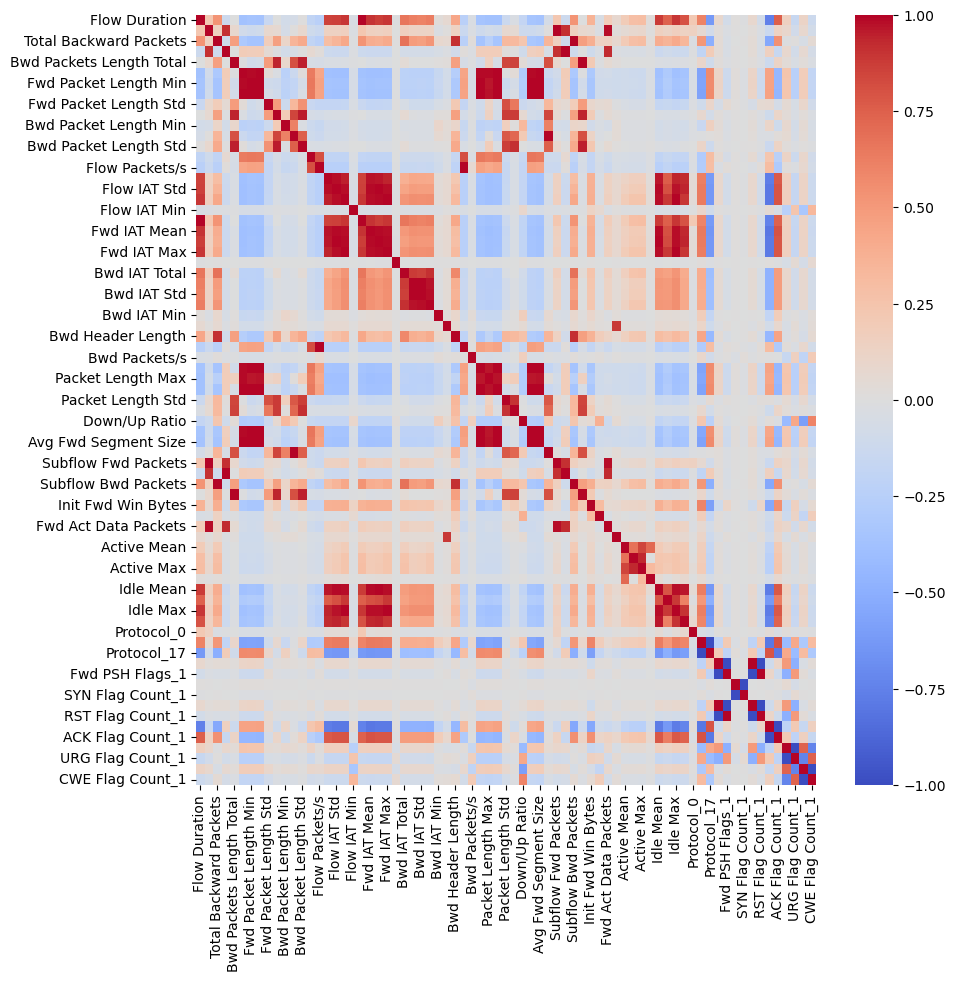 Flow Duration
Total Backward Packets
Bwd Packets Length Total
Fwd Packet Length Min
Fwd Packet Length Std
Bwd Packet Length Min
Bwd Packet Length Std
Flow Packets/s
Flow IAT Std
Flow IAT Min
Fwd IAT Mean
Fwd IAT Max
Bwd IAT Total
Bwd IAT Std
Bwd IAT Min
Bwd Header Length
Bwd Packets/s
Packet Length Max
Packet Length Std
Down/Up Ratio
Avg Fwd Segment Size
Subflow Fwd Packets
Subflow Bwd Packets
Init Fwd Win Bytes
Fwd Act Data Packets
Active Mean
Active Max
Idle Mean
Idle Max
Protocol_0
Protocol_17
Fwd PSH Flags_1
SYN Flag Count_1
RST Flag Count_1
ACK Flag Count_1
URG Flag Count_1
CWE Flag Count_1
Flow Duration
Total Backward Packets
Bwd Packets Length Total
Fwd Packet Length Min
Fwd Packet Length Std
Bwd Packet Length Min
Bwd Packet Length Std
Flow Packets/s
Flow IAT Std
Flow IAT Min
Fwd IAT Mean
Fwd IAT Max
Bwd IAT Total
Bwd IAT Std
Bwd IAT Min
Bwd Header Length
Bwd Packets/s
Packet Length Max
Packet Length Std
Down/Up Ratio
Avg Fwd Segment Size
Subflow Fwd Packets
Subflow Bwd Packets
Init Fwd Win Bytes
Fwd Act Data Packets
Active Mean
Active Max
Idle Mean
Idle Max
Protocol_0
Protocol_17
Fwd PSH Flags_1
SYN Flag Count_1
RST Flag Count_1
ACK Flag Count_1
URG Flag Count_1
CWE Flag Count_1
1.00
0.75
0.50
0.25
0.00
−0.25
−0.50
−0.75
−1.00